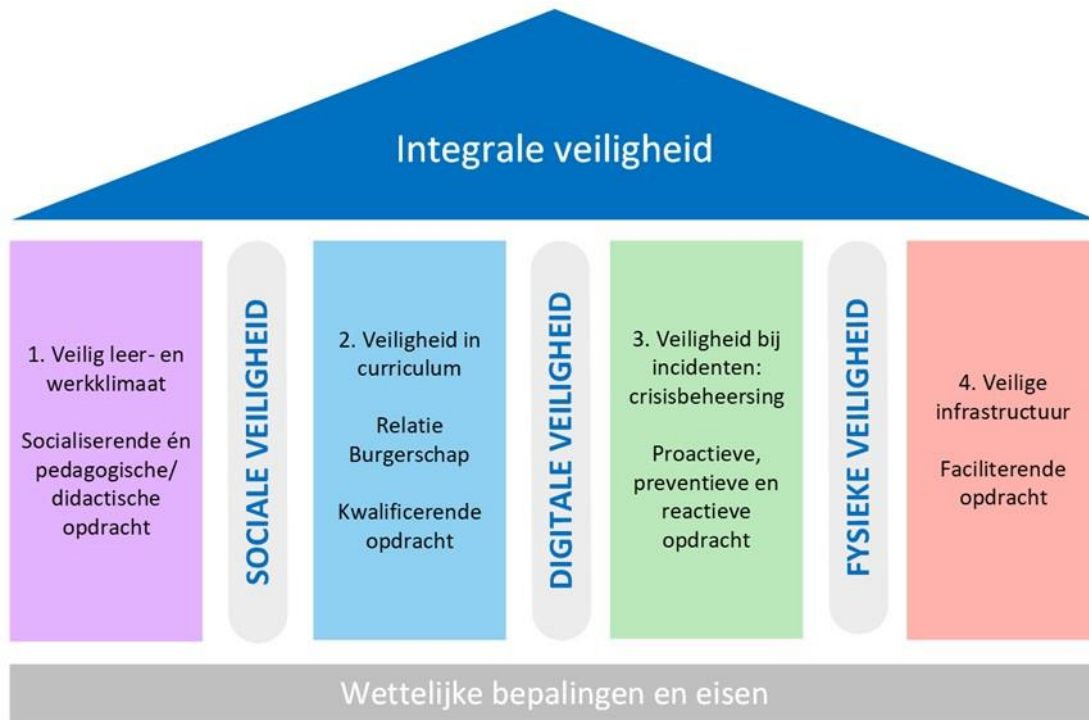 Integrale veiligheid
1. Veilig leer- en
werkklimaat
Socialiserende én
pedagogische/
didactische
opdracht
SOCIALE VEILIGHEID
2. Veiligheid in
curriculum
Relatie
Burgerschap
Kwalificerende
opdracht
DIGITALE VEILIGHEID
3. Veiligheid bij
incidenten:
crisisbeheersing
Proactieve,
preventieve en
reactieve
opdracht
FYSIEKE VEILIGHEID
4. Veilige
infrastructuur
Faciliterende
opdracht
Wettelijke bepalingen en eisen